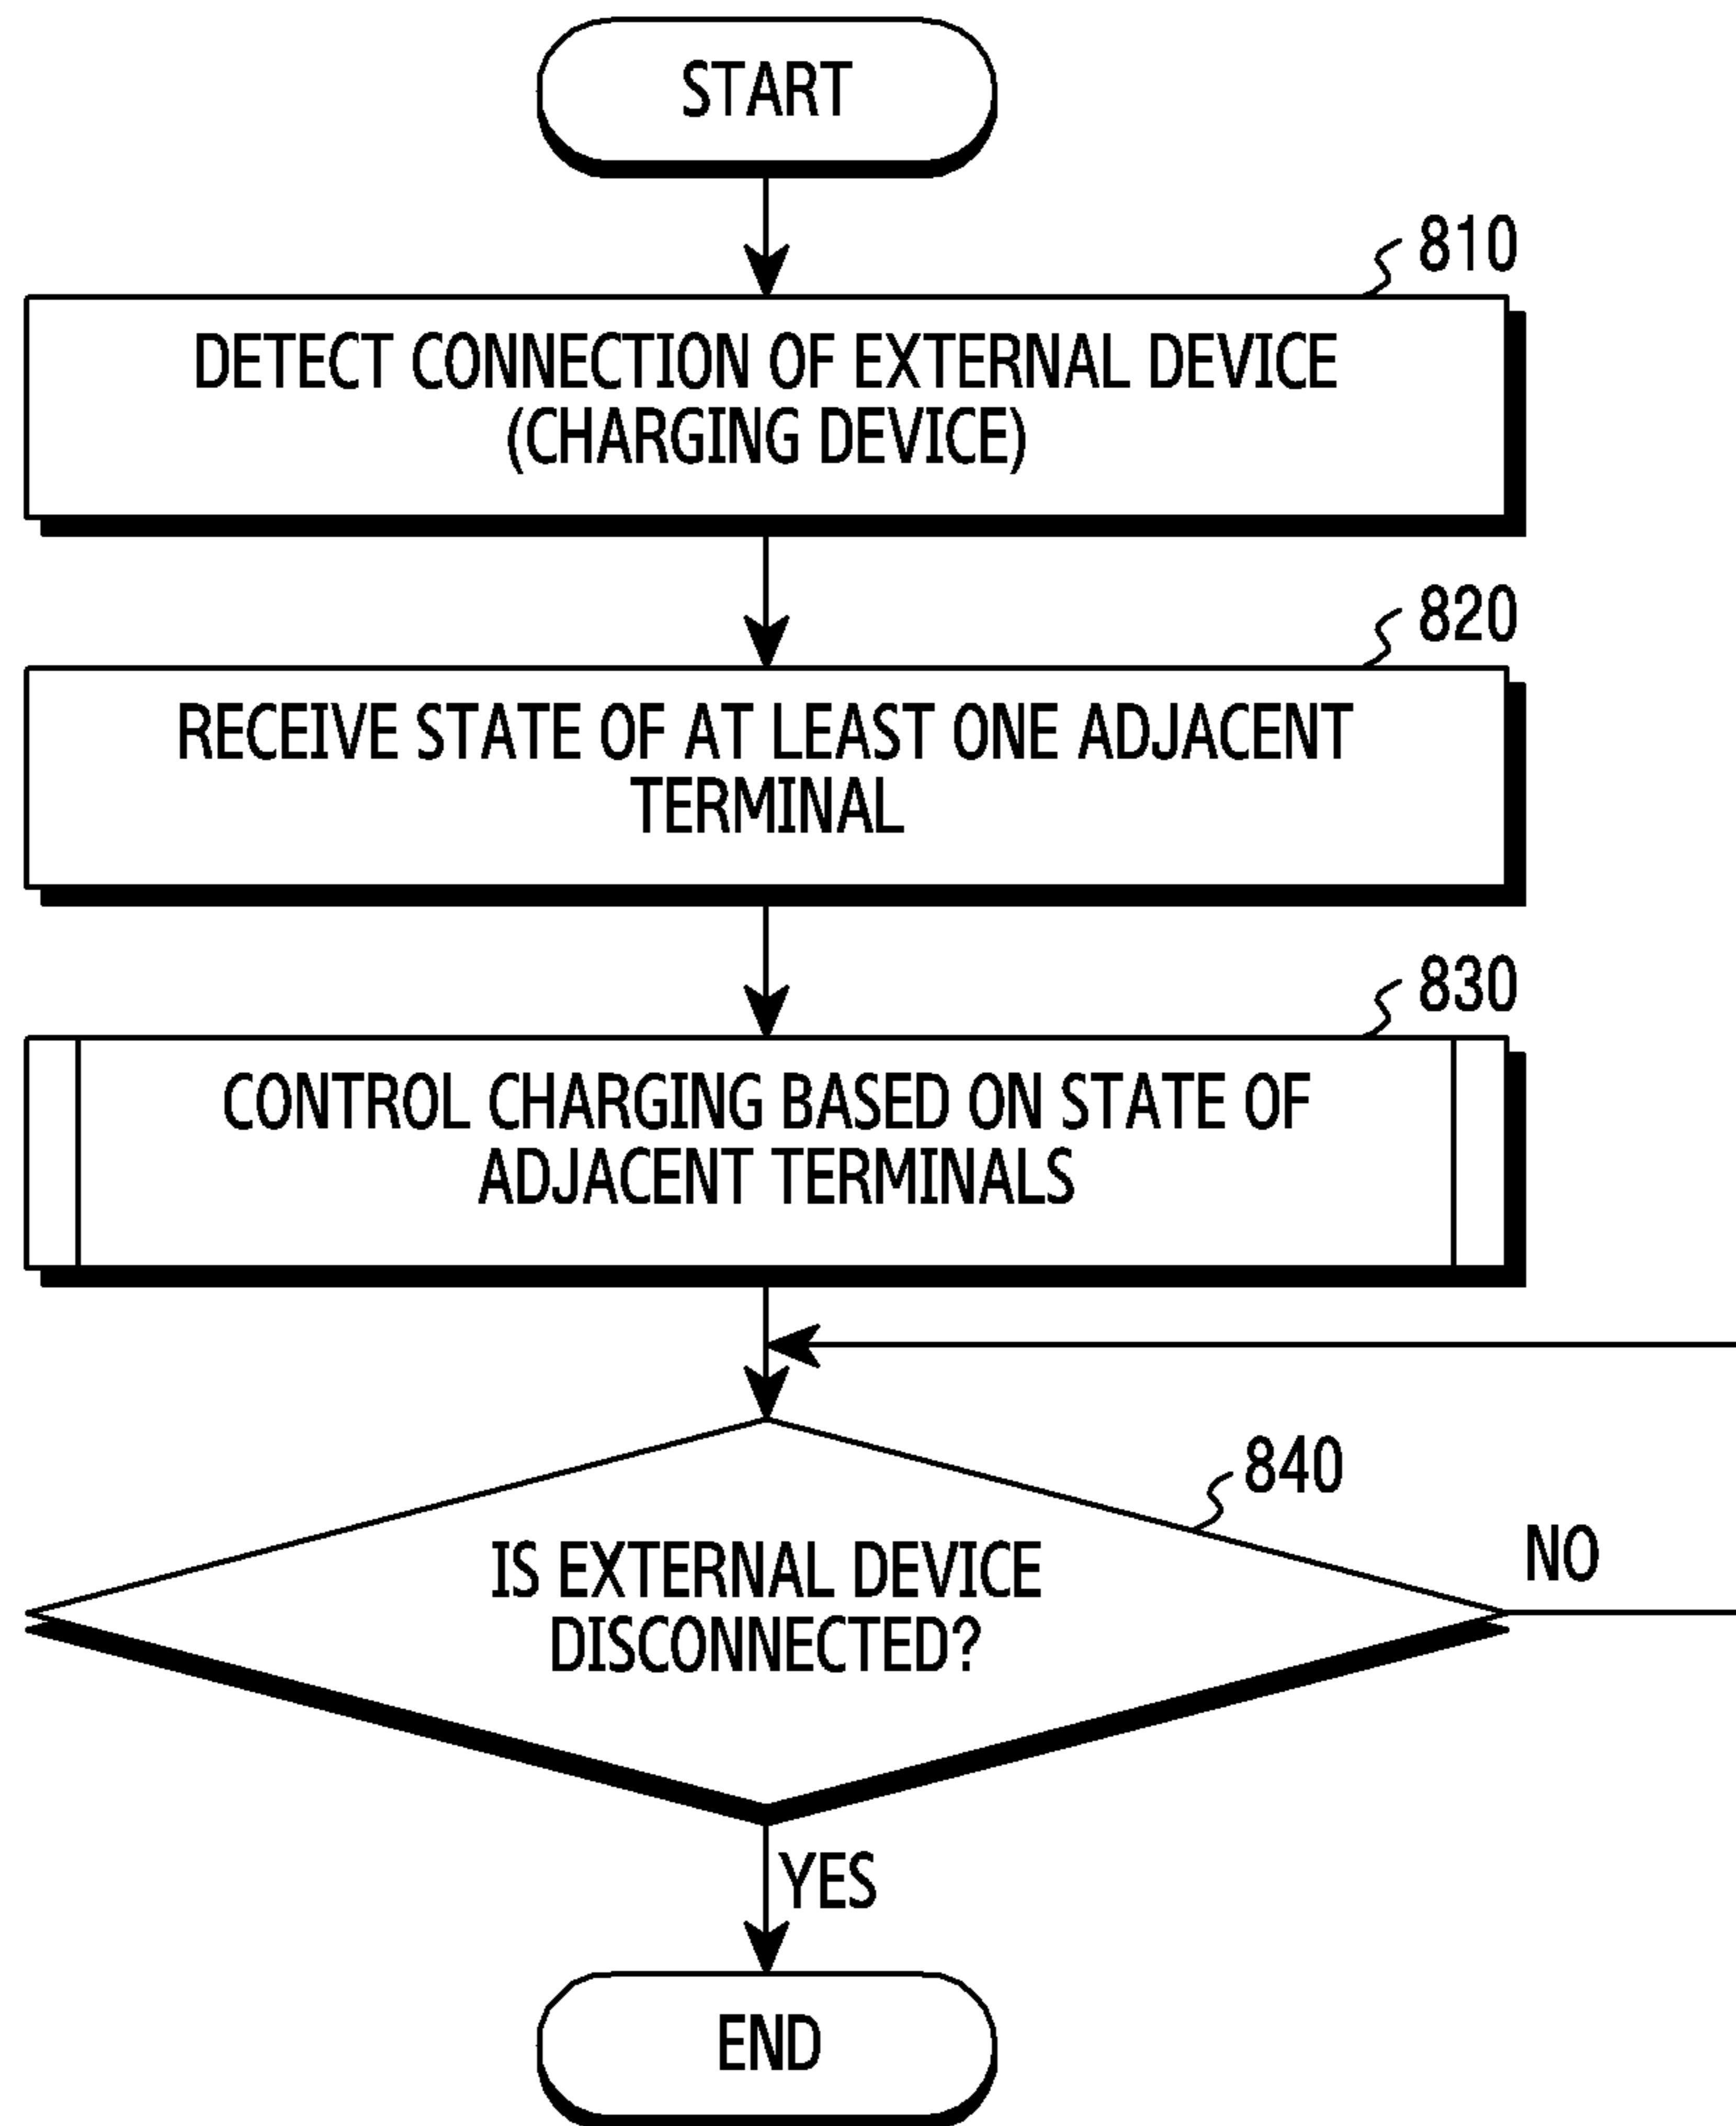 START
810
DETECT CONNECTION OF EXTERNAL DEVICE
(CHARGING DEVICE)
820
RECEIVE STATE OF AT LEAST ONE ADJACENT
TERMINAL
830
CONTROL CHARGING BASED ON STATE OF
ADJACENT TERMINALS
840
IS EXTERNAL DEVICE
DISCONNECTED?
NO
YES
END